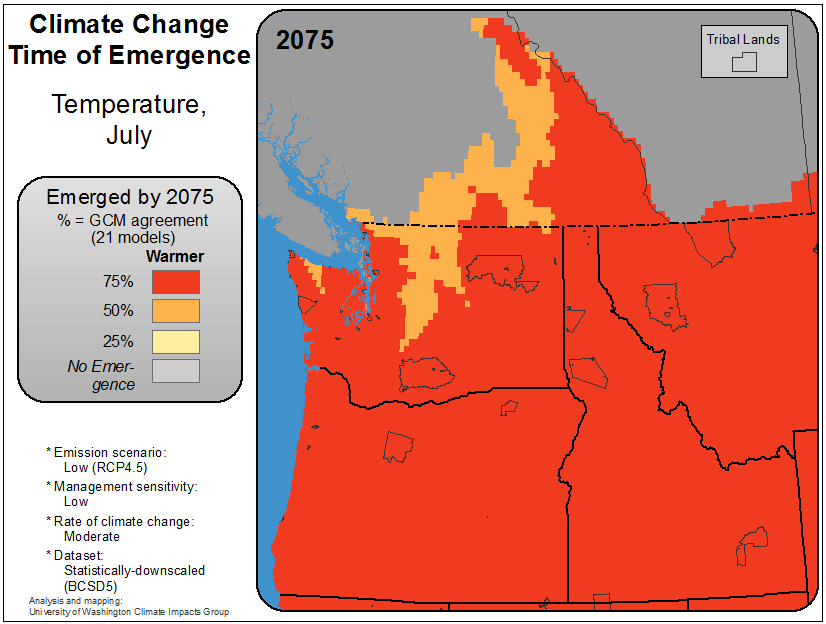 Climate Change
Time of Emergence
Temperature,
July
Emerged by 2075
% = GCM agreement
(21 models)
Warmer
75%
50%
25%
No Emer-
gence
* Emission scenario:
Low (RCP4.5)
* Management sensitivity:
Low
* Rate of climate change:
Moderate
* Dataset:
Statistically-downscaled
(BCSD5)
Analysis and mapping:
University of Washington Climate Impacts Group
2075
Tribal Lands